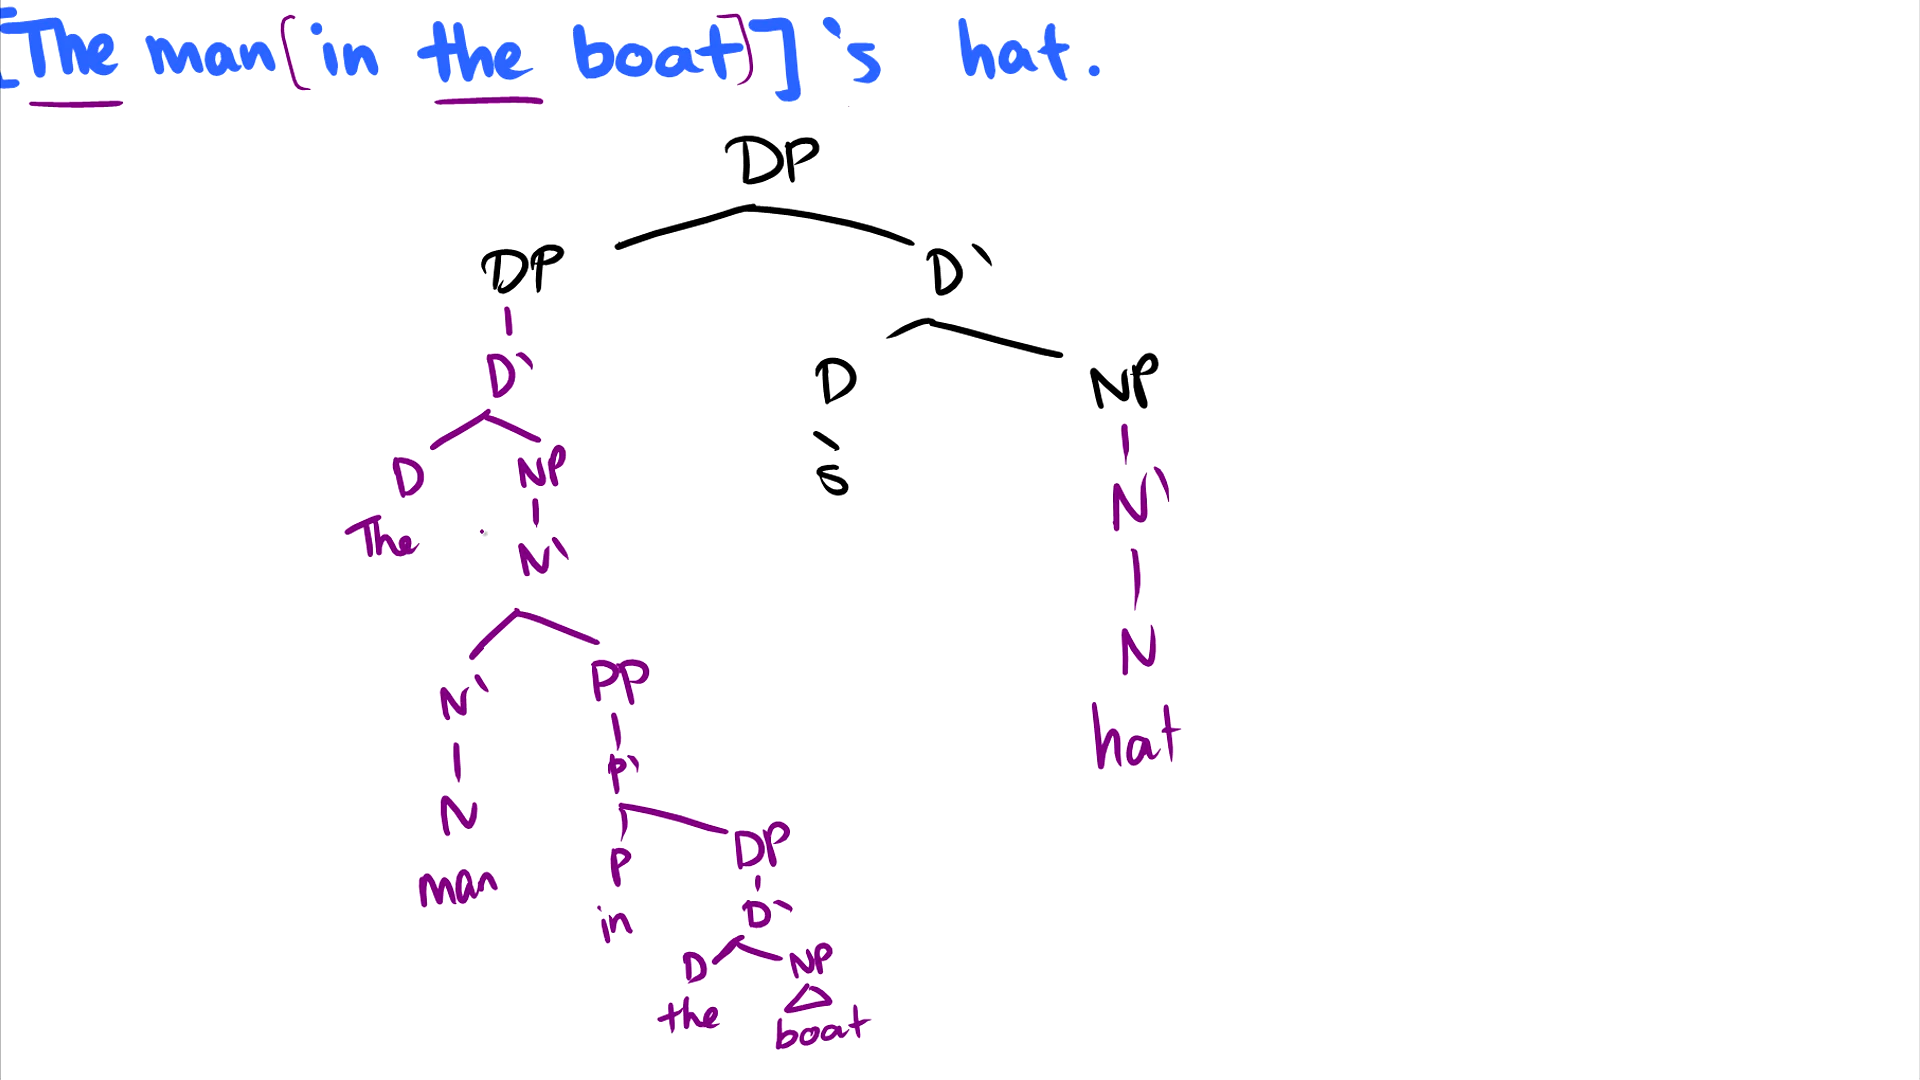 [The man [in the boat]]'s hat.
DP
DP D'
D'
D NP
's
D NP
The N'
N'
N' PP
N
N' hat
P'
N P DP
man in D'
D NP
the boat